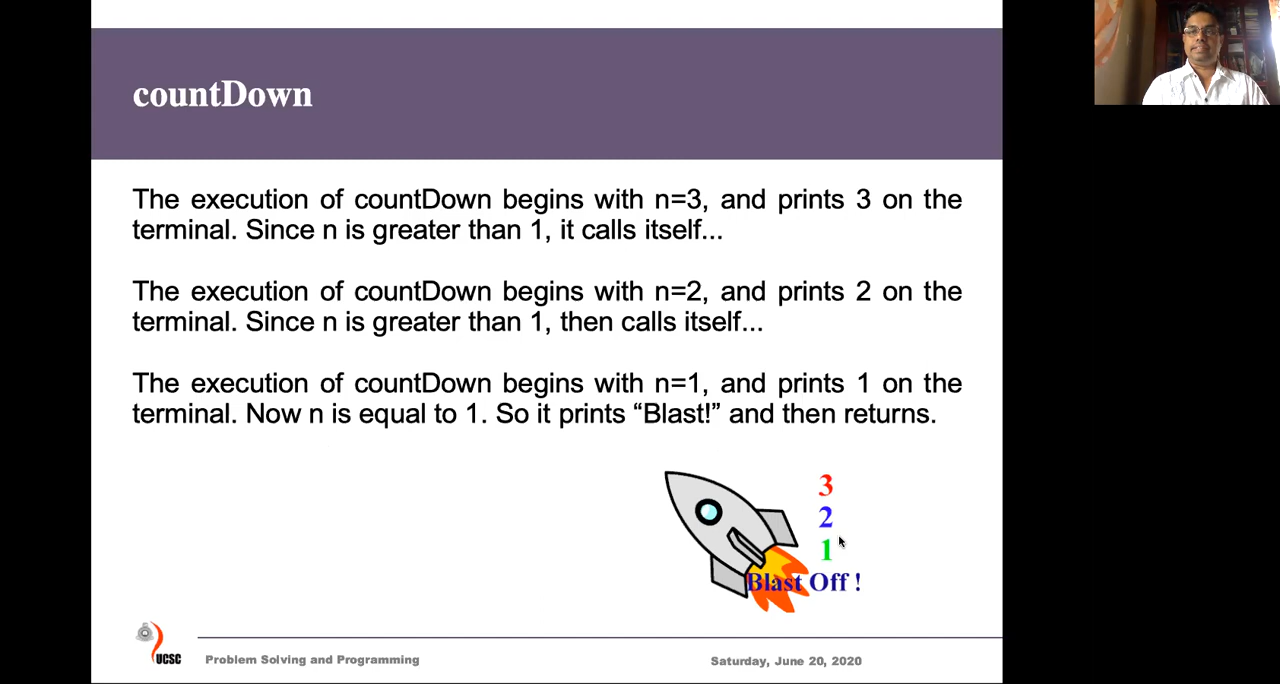 countDown
The execution of countDown begins with n=3, and prints 3 on the
terminal. Since n is greater than 1, it calls itself...
The execution of countDown begins with n=2, and prints 2 on the
terminal. Since n is greater than 1, then calls itself...
The execution of countDown begins with n=1, and prints 1 on the
terminal. Now n is equal to 1. So it prints “Blast!” and then returns.
3
2
1
Blast Off !
UCSC
Problem Solving and Programming
Saturday, June 20, 2020